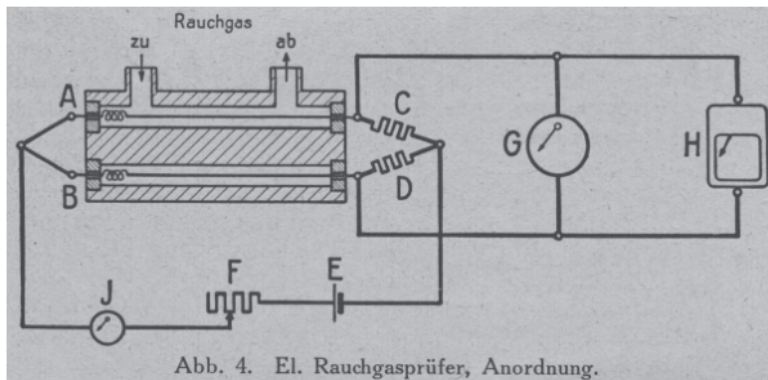 Rauchgas
zu ab
A
C
G
H
B
D
F
E
J
Abb. 4. El. Rauchgasprüfer, Anordnung.